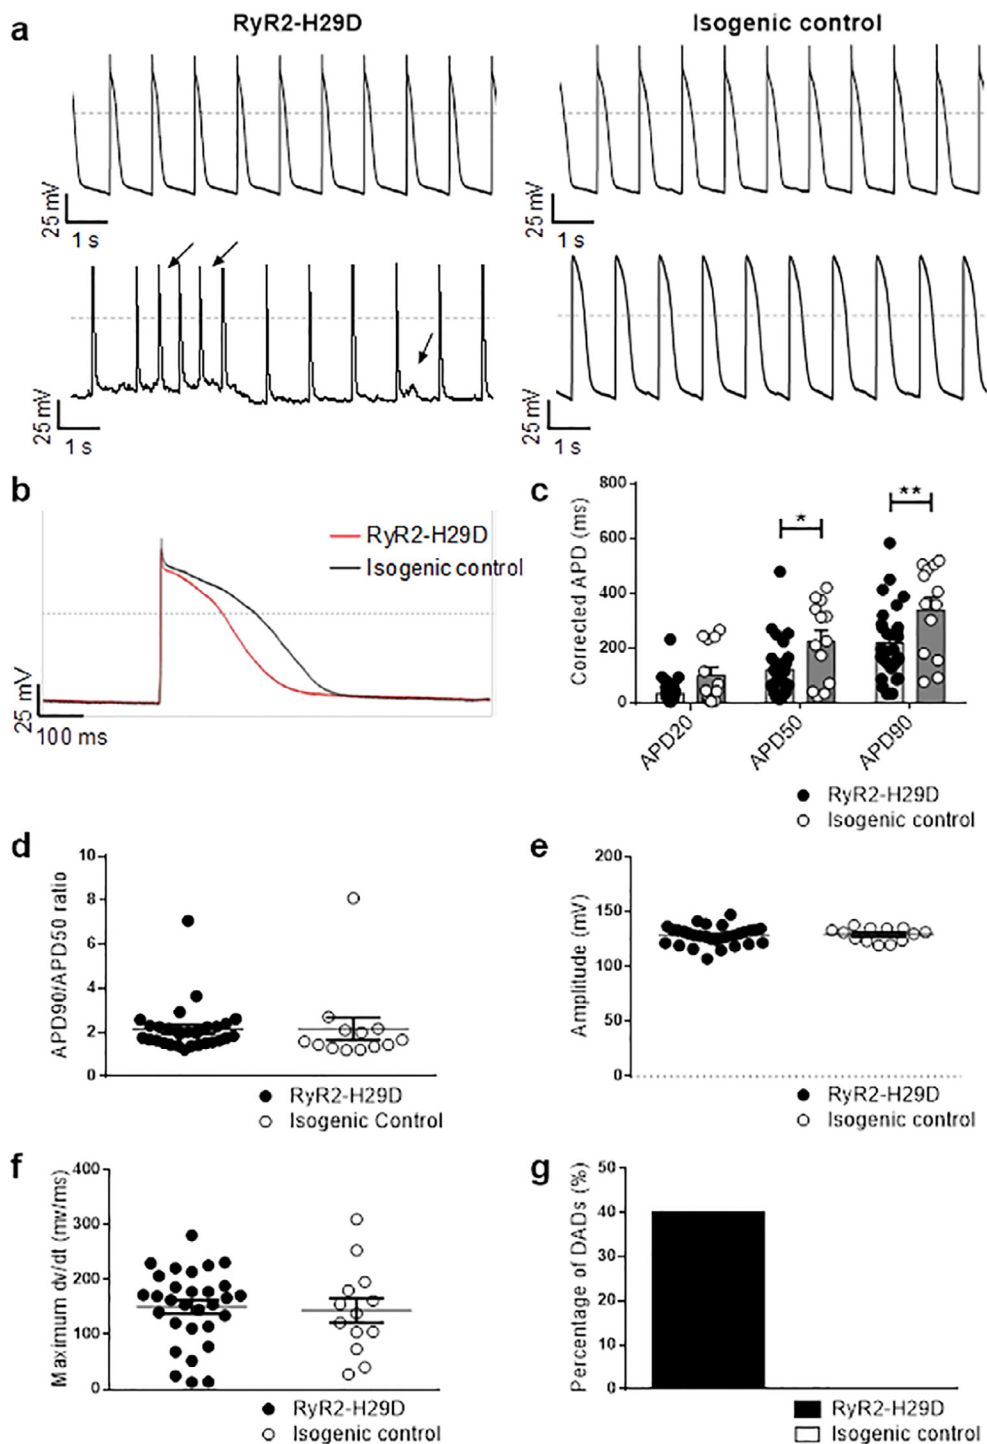 a
RyR2-H29D
Isogenic control
25 mV
1 s
25 mV
1 s
25 mV
1 s
25 mV
1 s
b
RyR2-H29D
Isogenic control
25 mV
100 ms
c
Corrected APD (ms)
800
600
400
200
0
*
**
APD20
APD50
APD90
RyR2-H29D
Isogenic control
d
APD90/APD50 ratio
10
8
6
4
2
0
RyR2-H29D
Isogenic Control
e
Amplitude (mV)
200
150
100
50
0
RyR2-H29D
Isogenic control
f
Maximum dv/dt (mv/ms)
400
300
200
100
0
RyR2-H29D
Isogenic control
g
Percentage of DADs (%)
50
40
30
20
10
0
RyR2-H29D
Isogenic control